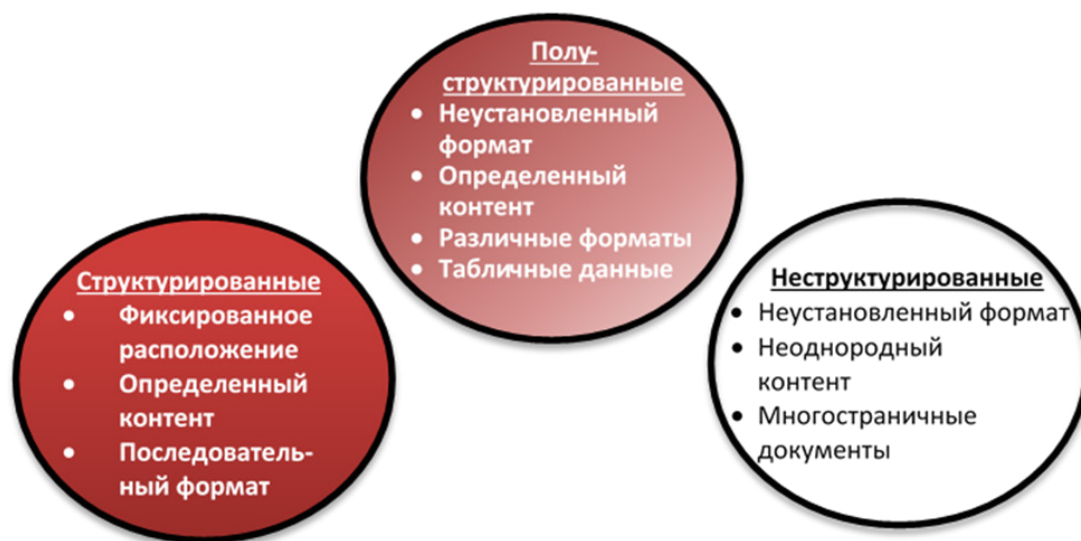 Полу-
структурированные
• Неустановленный
формат
• Определенный
контент
• Различные форматы
• Табличные данные
Структурированные
• Фиксированное
расположение
• Определенный
контент
• Последователь-
ный формат
Неструктурированные
• Неустановленный формат
• Неоднородный
контент
• Многостраничные
документы